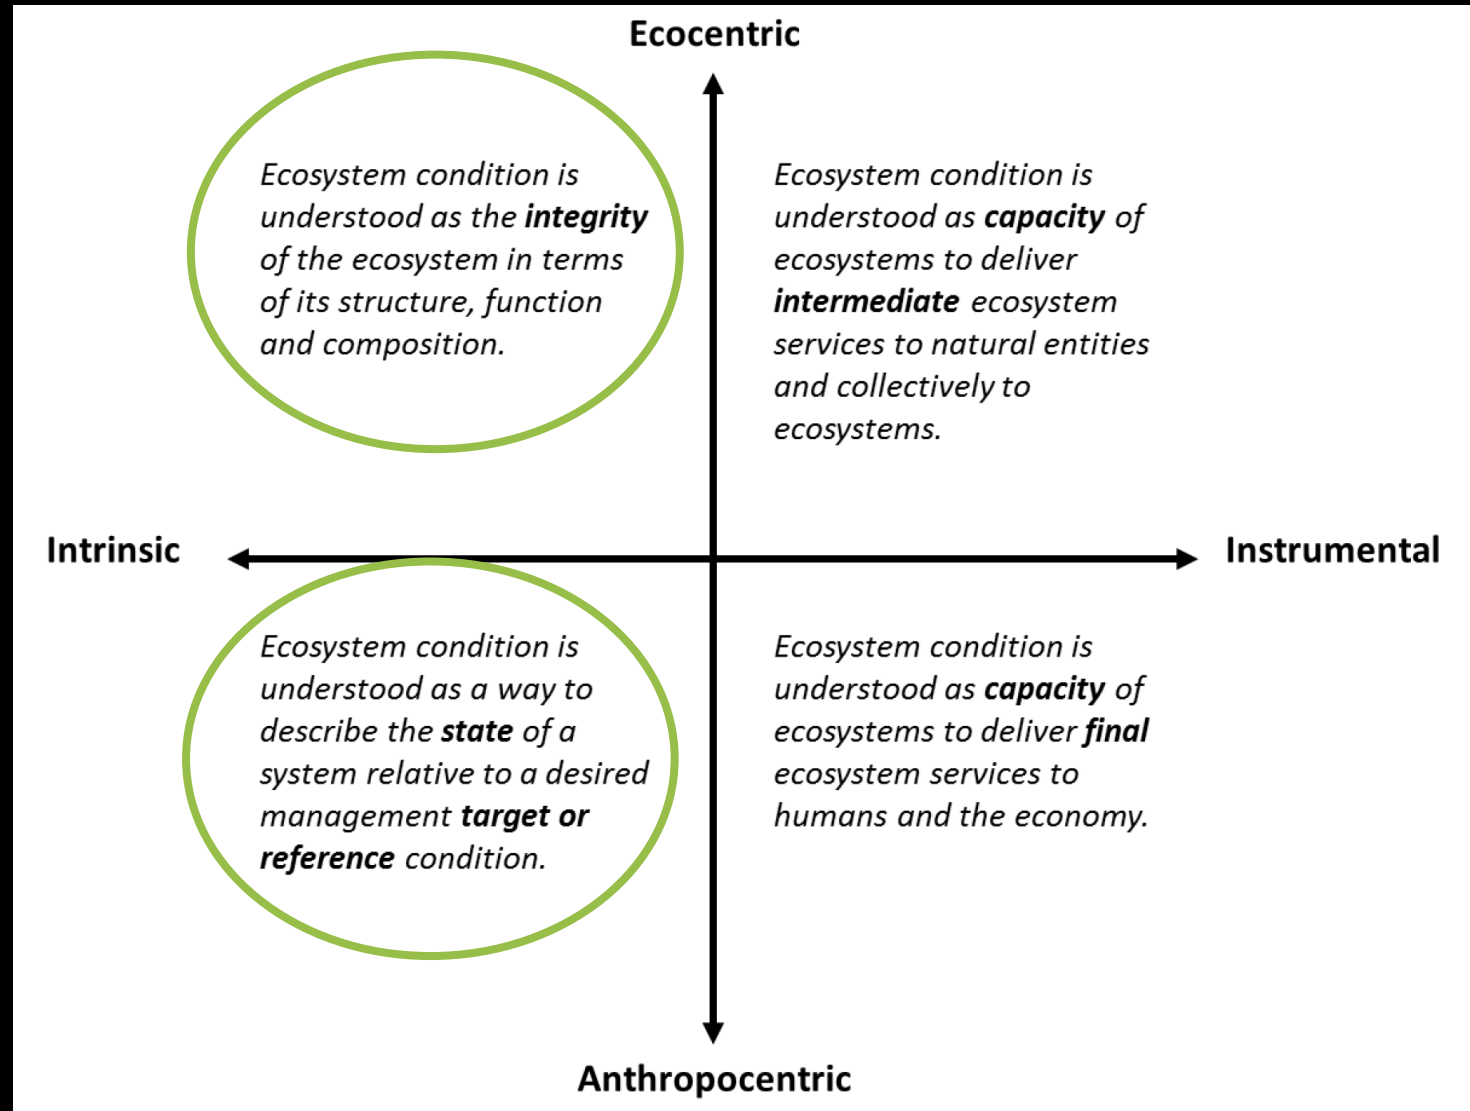 Ecocentric
Ecosystem condition is
understood as the integrity
of the ecosystem in terms
of its structure, function
and composition.
Ecosystem condition is
understood as capacity of
ecosystems to deliver
intermediate ecosystem
services to natural entities
and collectively to
ecosystems.
Intrinsic
Instrumental
Ecosystem condition is
understood as a way to
describe the state of a
system relative to a desired
management target or
reference condition.
Ecosystem condition is
understood as capacity of
ecosystems to deliver final
ecosystem services to
humans and the economy.
Anthropocentric